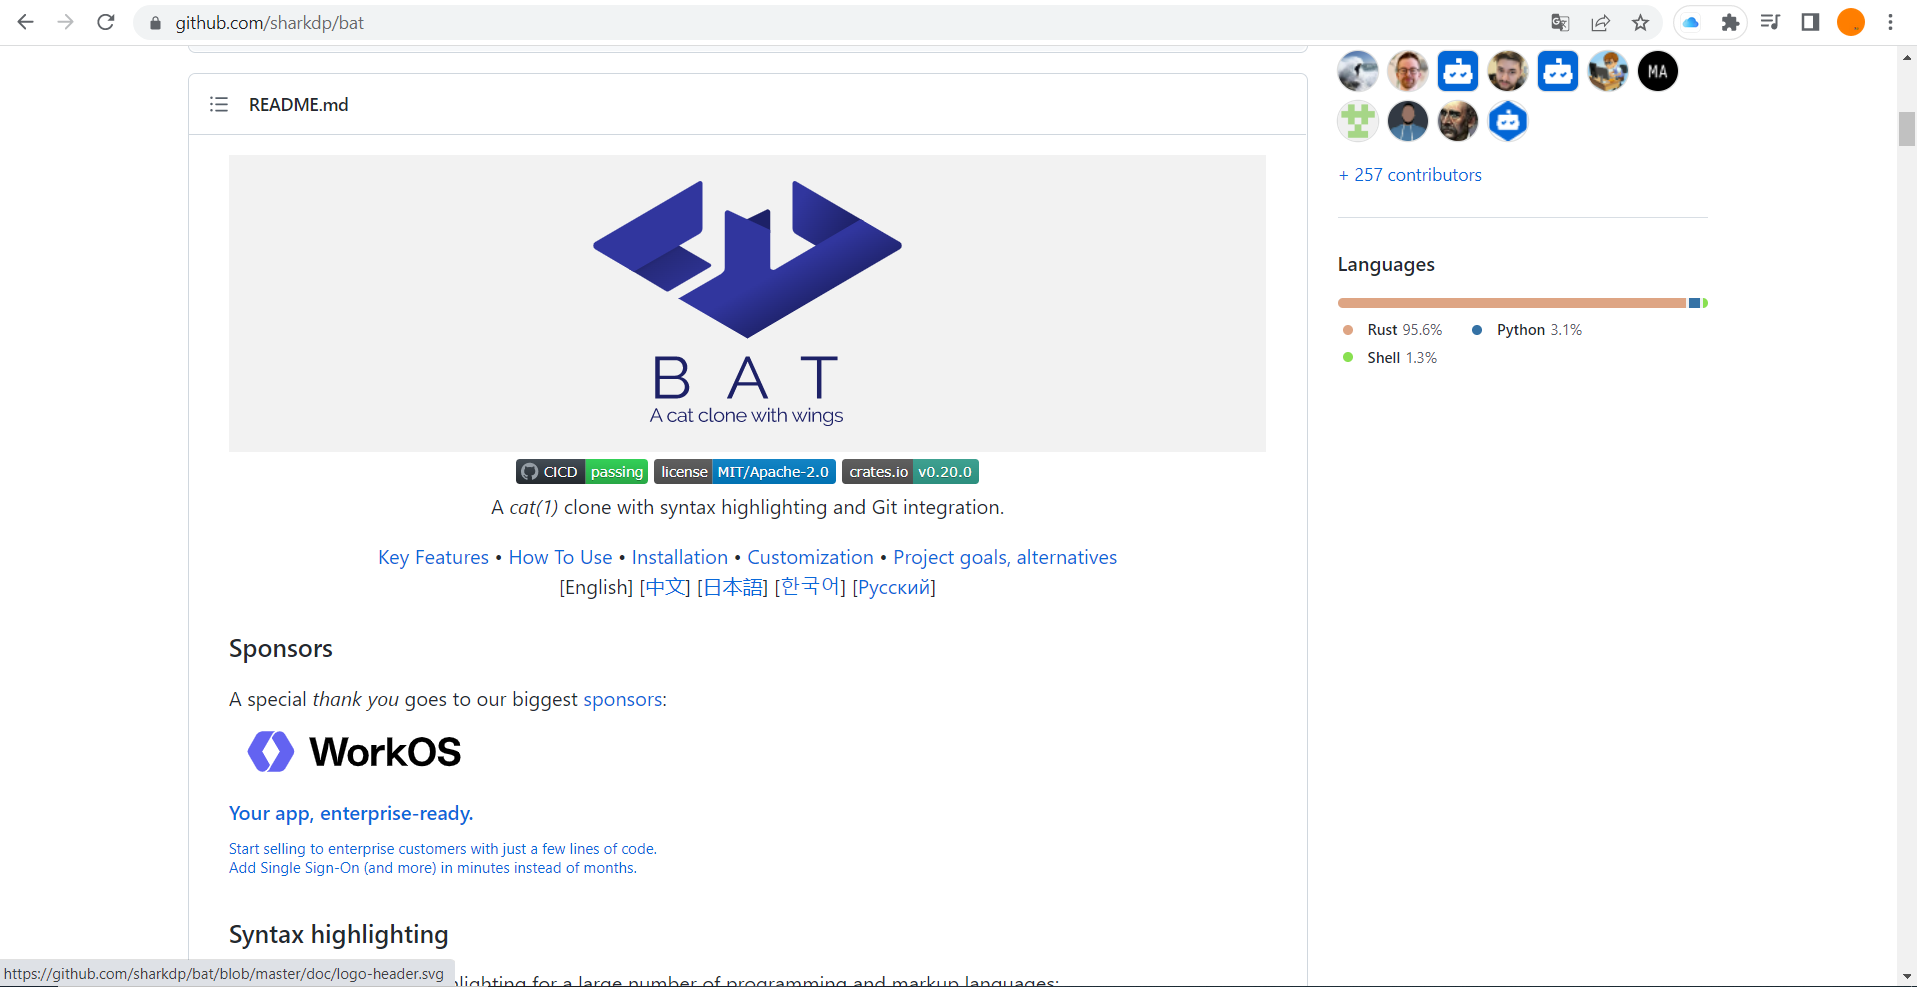 github.com/sharkdp/bat
README.md
BAT
A cat clone with wings
CICD passing license MIT/Apache-2.0 crates.io v0.20.0
A cat(1) clone with syntax highlighting and Git integration.
Key Features • How To Use • Installation • Customization • Project goals, alternatives
[English] [中文] [日本語] [한국어] [Русский]
Sponsors
A special thank you goes to our biggest sponsors:
WorkOS
Your app, enterprise-ready.
Start selling to enterprise customers with just a few lines of code.
Add Single Sign-On (and more) in minutes instead of months.
Syntax highlighting
highlighting for a large number of programming and markup languages:
https://github.com/sharkdp/bat/blob/master/doc/logo-header.svg
MA
+ 257 contributors
Languages
Rust 95.6% Python 3.1%
Shell 1.3%